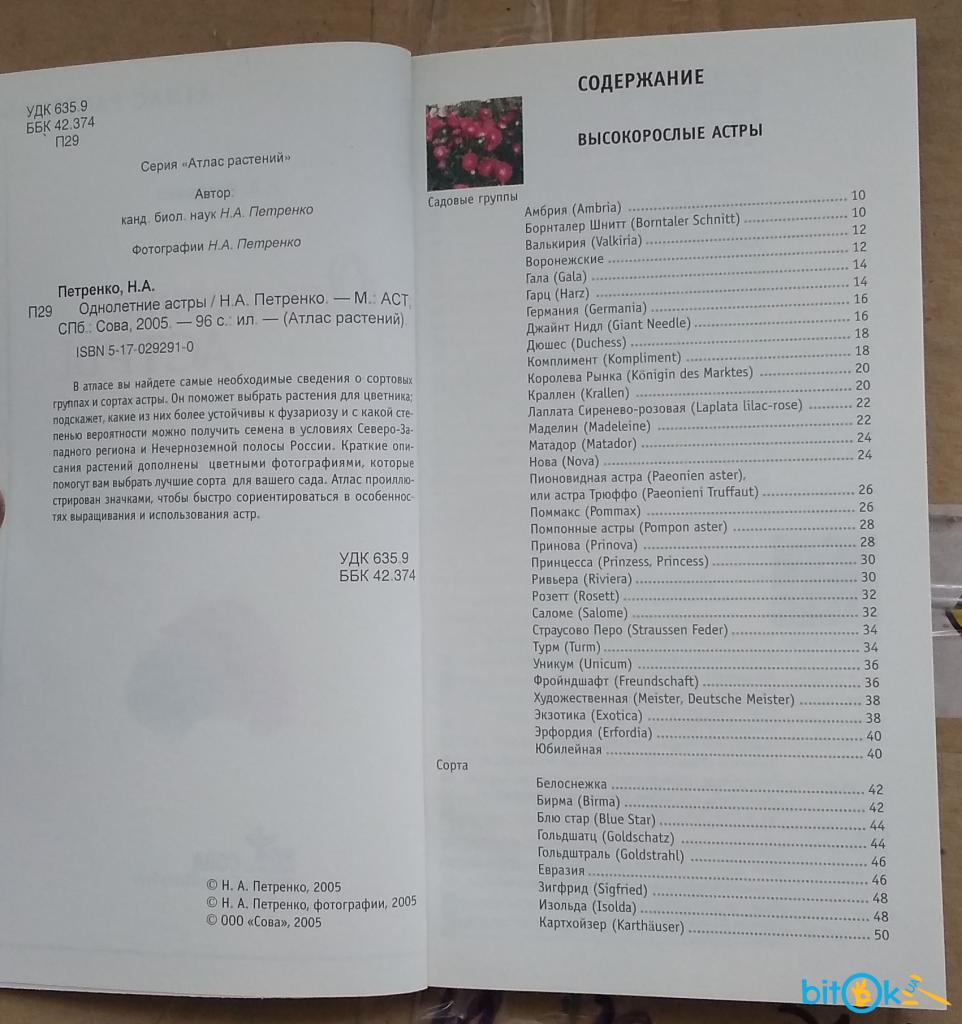 УДК 635.9
ББК 42.374
П29
Серия «Атлас растений»
Автор:
канд. биол. наук Н.А. Петренко
Фотографии Н.А. Петренко
Петренко, Н.А.
П29 Однолетние астры / Н.А. Петренко. — М.: АСТ,
СПб.: Сова, 2005. — 96 с.: ил. — (Атлас растений).
ISBN 5-17-029291-0
В атласе вы найдете самые необходимые сведения о сортовых
группах и сортах астры. Он поможет выбрать растения для цветника;
подскажет, какие из них более устойчивы к фузариозу и с какой сте-
пенью вероятности можно получить семена в условиях Северо-За-
падного региона и Нечерноземной полосы России. Краткие опи-
сания растений дополнены цветными фотографиями, которые
помогут вам выбрать лучшие сорта для вашего сада. Атлас проиллю-
стрирован значками, чтобы быстро сориентироваться в особеннос-
тях выращивания и использования астр.
УДК 635.9
ББК 42.374
© Н. А. Петренко, 2005
© Н. А. Петренко, фотографии, 2005
© ООО «Сова», 2005
СОДЕРЖАНИЕ
ВЫСОКОРОСЛЫЕ АСТРЫ
Садовые группы
Амбрия (Ambria) 10
Борнталер Шнитт (Borntaler Schnitt) 10
Валькирия (Valkiria) 12
Воронежские 12
Гала (Gala) 14
Гарц (Harz) 14
Германия (Germania) 16
Джайнт Нидл (Giant Needle) 16
Дюшес (Duchess) 18
Комплимент (Kompliment) 18
Королева Рынка (Königin des Marktes) 20
Краллен (Krallen) 20
Лаплата Сиренево-розовая (Laplata lilac-rose) 22
Маделин (Madeleine) 22
Матадор (Matador) 24
Нова (Nova) 24
Пионовидная астра (Paeonien aster),
или астра Трюффо (Paeonieni Truffaut) 26
Поммакс (Pommax) 26
Помпонные астры (Pompon aster) 28
Принова (Prinova) 28
Принцесса (Prinzess, Princess) 30
Ривьера (Riviera) 30
Розетт (Rosett) 32
Саломе (Salome) 32
Страусово Перо (Straussen Feder) 34
Турм (Turm) 34
Уникум (Unicum) 36
Фройндшафт (Freundschaft) 36
Художественная (Meister, Deutsche Meister) 38
Экзотика (Exotica) 38
Эрфордия (Erfordia) 40
Юбилейная 40
Сорта
Белоснежка 42
Бирма (Birma) 42
Блю стар (Blue Star) 44
Гольдшатц (Goldschatz) 44
Гольдштраль (Goldstrahl) 46
Евразия 46
Зигфрид (Sigfried) 48
Изольда (Isolda) 48
Картхойзер (Karthäuser) 50
bitok UA